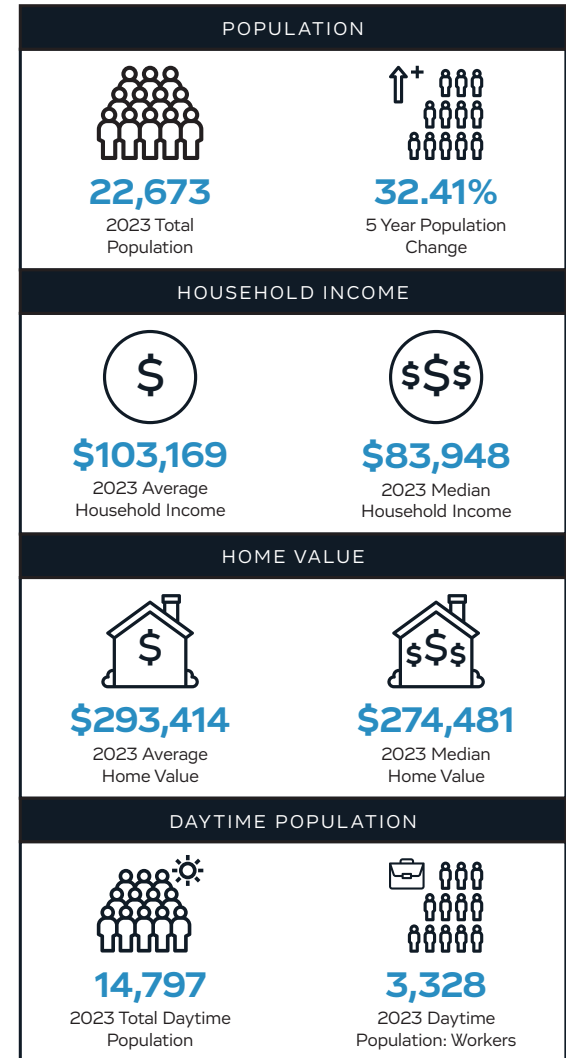 POPULATION
22,673
2023 Total
Population
32.41%
5 Year Population
Change
HOUSEHOLD INCOME
$
$103,169
2023 Average
Household Income
$$$
$83,948
2023 Median
Household Income
HOME VALUE
$
$293,414
2023 Average
Home Value
$$$
$274,481
2023 Median
Home Value
DAYTIME POPULATION
14,797
2023 Total Daytime
Population
3,328
2023 Daytime
Population: Workers